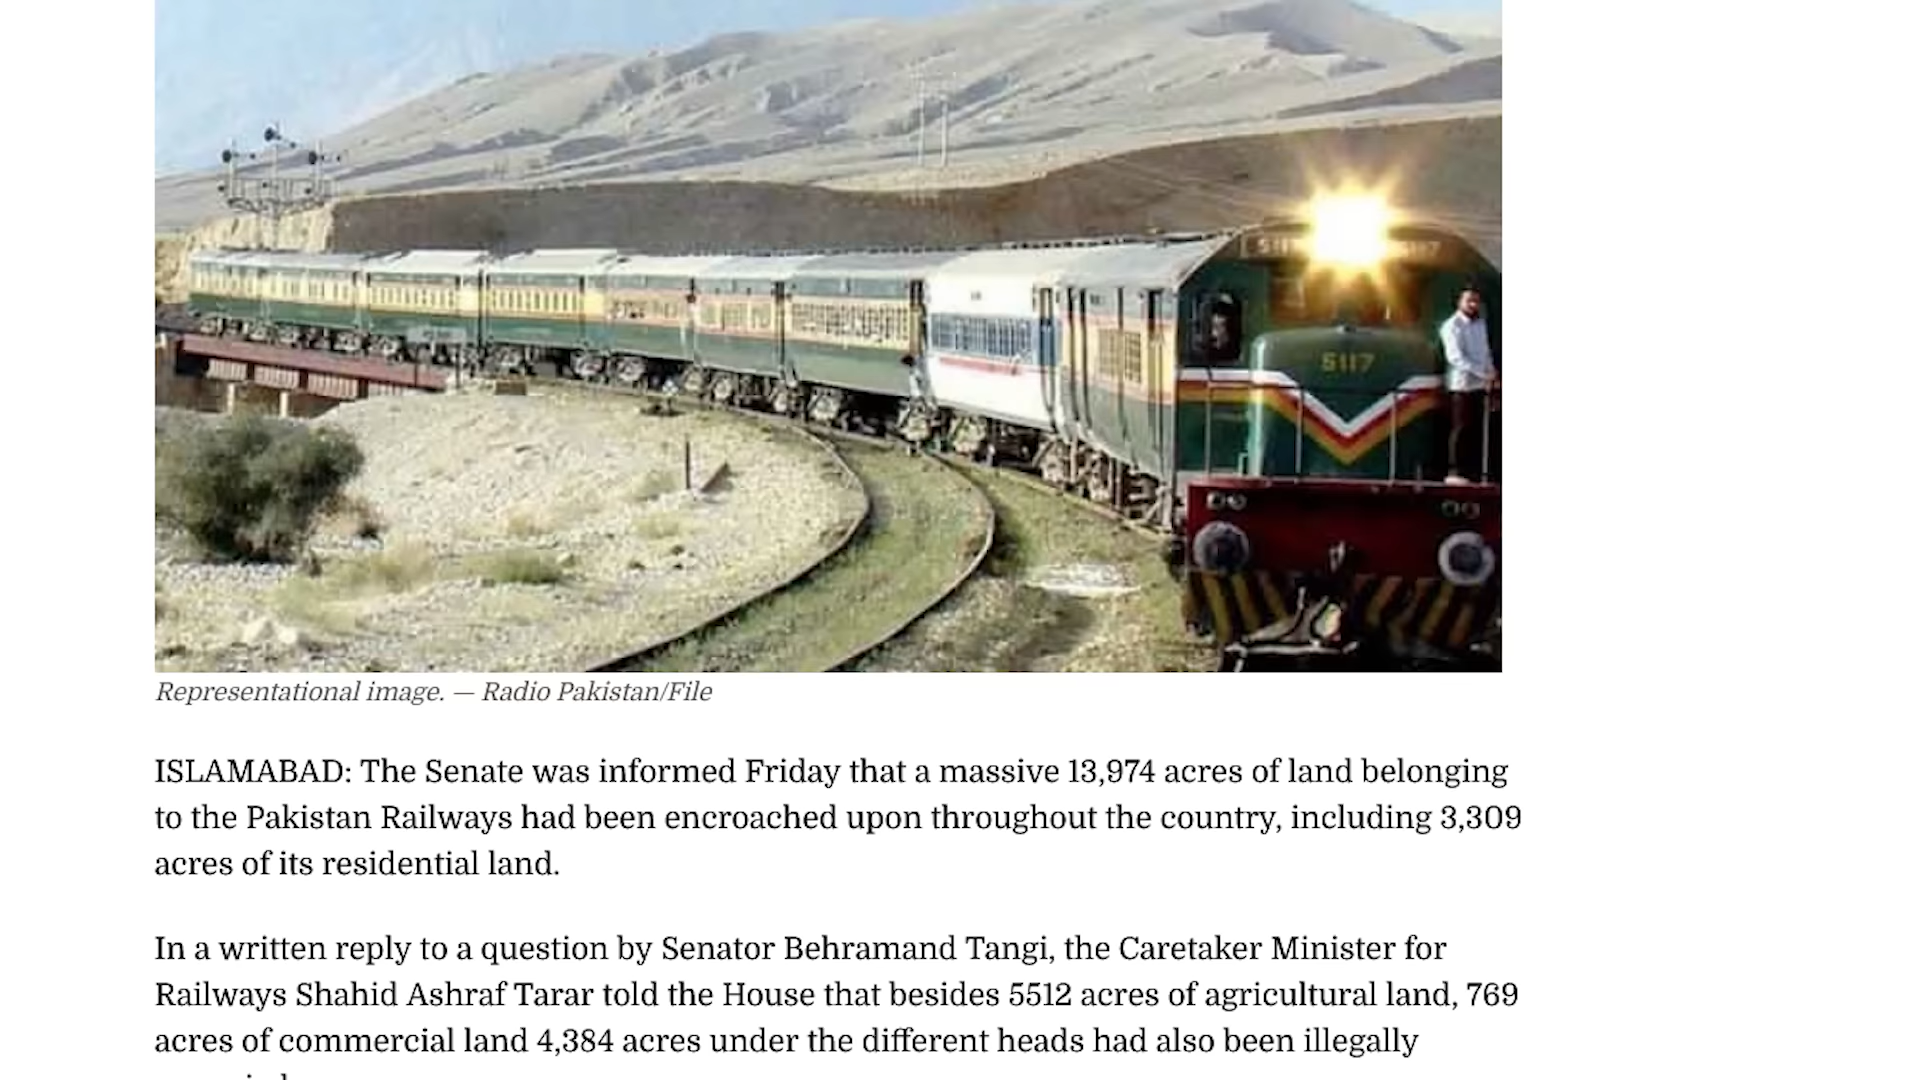 5117
Representational image. — Radio Pakistan/File
ISLAMABAD: The Senate was informed Friday that a massive 13,974 acres of land belonging
to the Pakistan Railways had been encroached upon throughout the country, including 3,309
acres of its residential land.
In a written reply to a question by Senator Behramand Tangi, the Caretaker Minister for
Railways Shahid Ashraf Tarar told the House that besides 5512 acres of agricultural land, 769
acres of commercial land 4,384 acres under the different heads had also been illegally